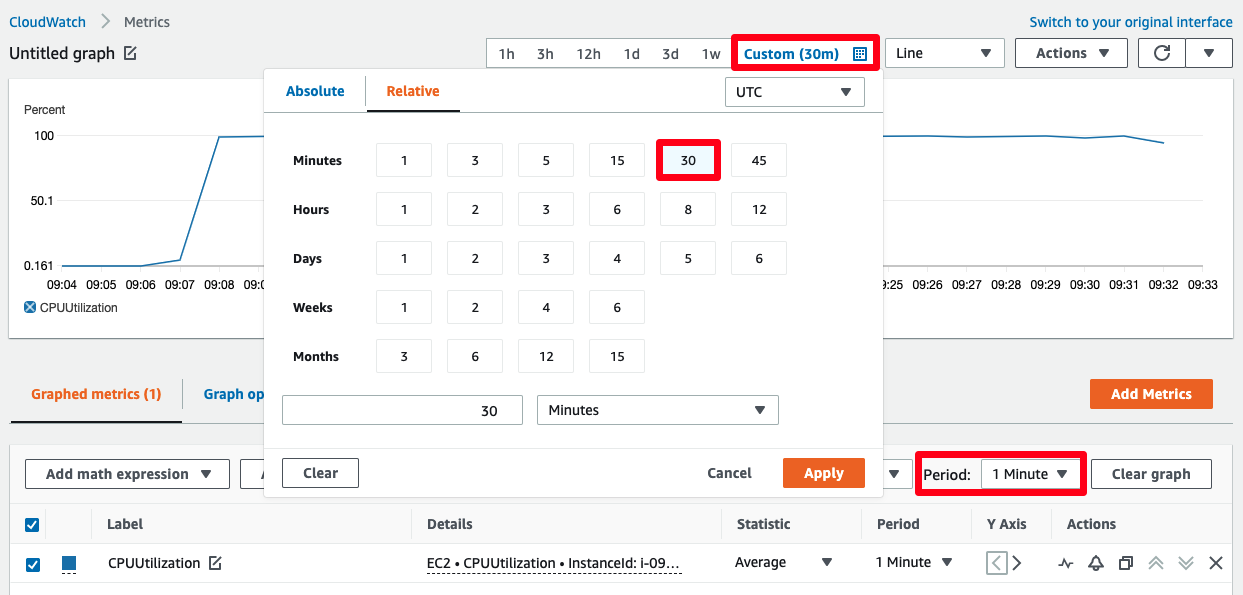 CloudWatch Metrics Switch to your original interface
Untitled graph 1h 3h 12h 1d 3d 1w Custom (30m) Line Actions
Absolute Relative UTC
Percent
100
50.1
0.161
09:04 09:05 09:06 09:07 09:08 09:0 9:25 09:26 09:27 09:28 09:29 09:30 09:31 09:32 09:33
CPUUtilization
Minutes 1 3 5 15 30 45
Hours 1 2 3 6 8 12
Days 1 2 3 4 5 6
Weeks 1 2 4 6
Months 3 6 12 15
30 Minutes
Clear Cancel Apply
Graphed metrics (1) Graph op Add Metrics
Add math expression Period: 1 Minute Clear graph
Label Details Statistic Period Y Axis Actions
CPUUtilization EC2 • CPUUtilization • InstanceId: i-09... Average 1 Minute